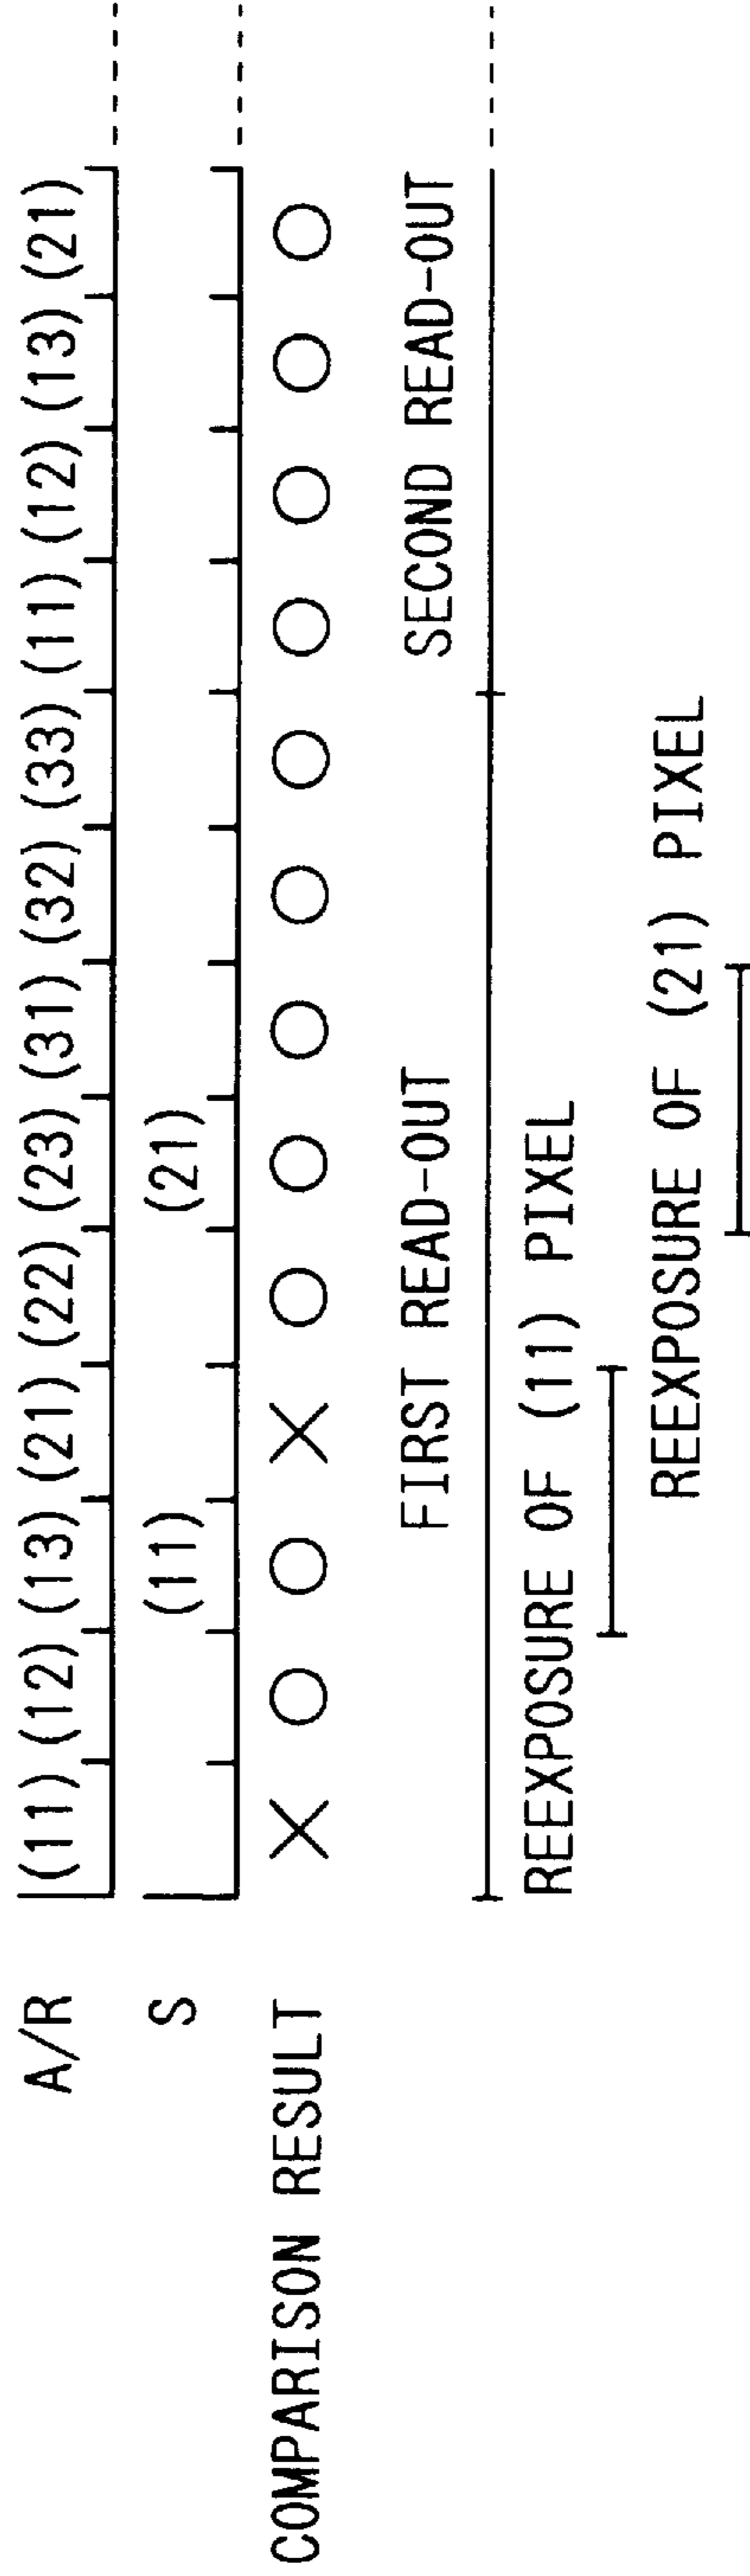 A/R (11) (12) (13) (21) (22) (23) (31) (32) (33) (11) (12) (13) (21)
S (11) (21)
COMPARISON RESULT × ○ ○ × ○ ○ ○ ○ ○ ○ ○ ○ ○
FIRST READ-OUT SECOND READ-OUT
REEXPOSURE OF (11) PIXEL
REEXPOSURE OF (21) PIXEL